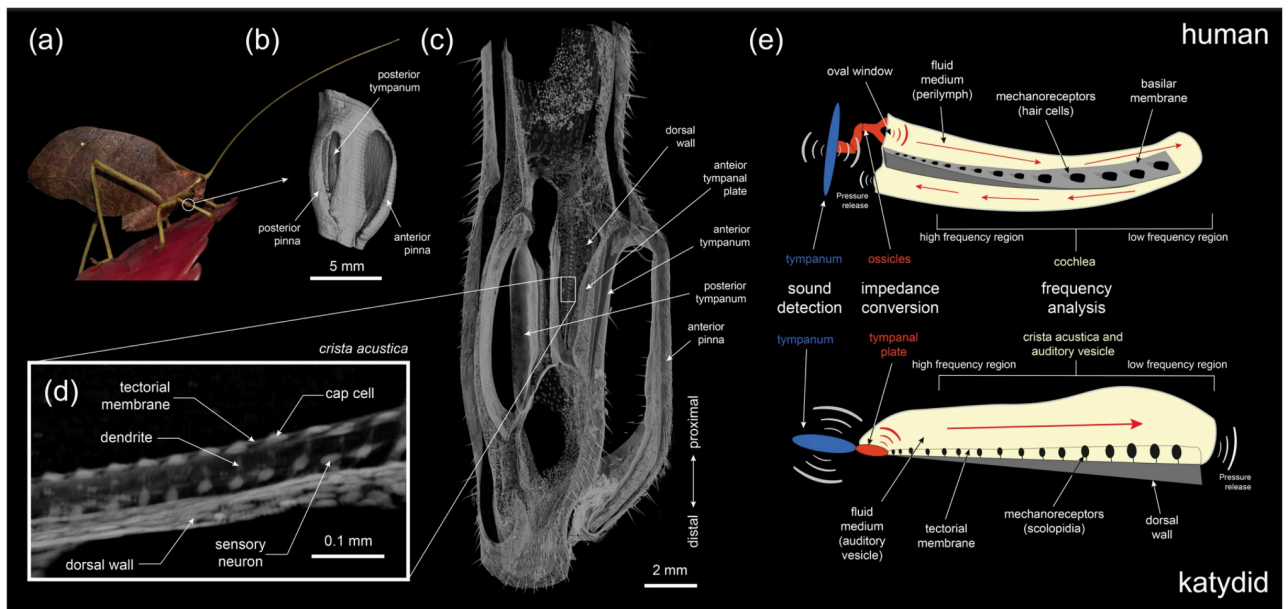 (a)
(b)
posterior
tympanum
posterior
pinna
anterior
pinna
5 mm
(c)
dorsal
wall
anteior
tympanal
plate
anterior
tympanum
posterior
tympanum
anterior
pinna
proximal
distal
2 mm
crista acustica
(d)
tectorial
membrane
cap cell
dendrite
dorsal wall
sensory
neuron
0.1 mm
(e)
human
oval window
fluid
medium
(perilymph)
mechanoreceptors
(hair cells)
basilar
membrane
Pressure
release
high frequency region
low frequency region
tympanum
ossicles
cochlea
sound
detection
impedance
conversion
frequency
analysis
tympanum
tympanal
plate
crista acustica and
auditory vesicle
high frequency region
low frequency region
Pressure
release
fluid
medium
(auditory
vesicle)
tectorial
membrane
mechanoreceptors
(scolopidia)
dorsal
wall
katydid